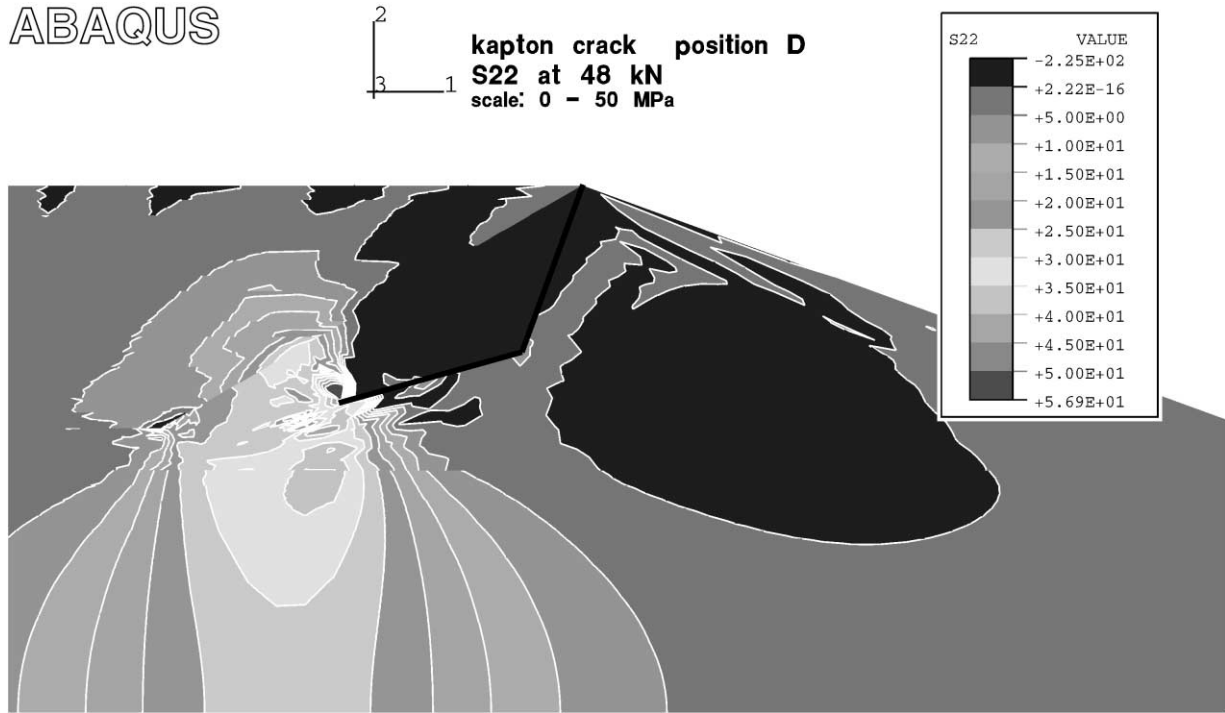 ABAQUS
2
3 1
kapton crack position D
S22 at 48 kN
scale: 0 - 50 MPa
S22 VALUE
-2.25E+02
+2.22E-16
+5.00E+00
+1.00E+01
+1.50E+01
+2.00E+01
+2.50E+01
+3.00E+01
+3.50E+01
+4.00E+01
+4.50E+01
+5.00E+01
+5.69E+01